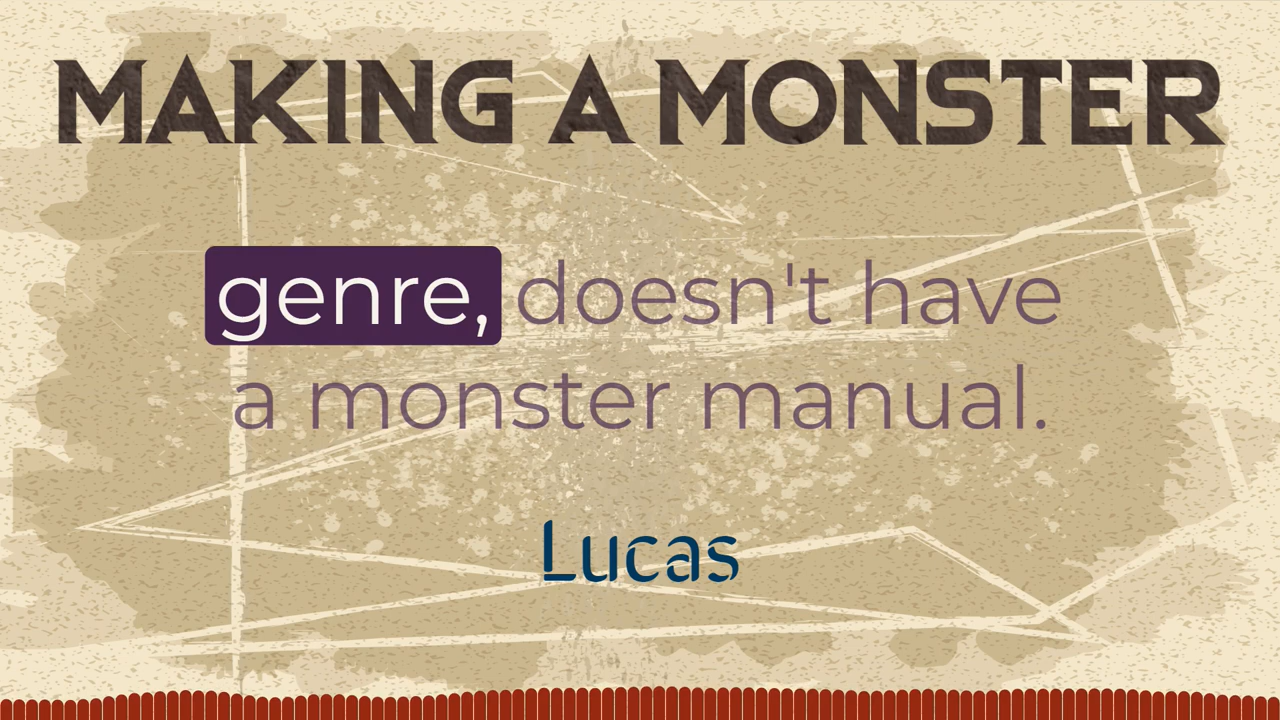 MAKING A MONSTER
genre, doesn't have
a monster manual.
Lucas